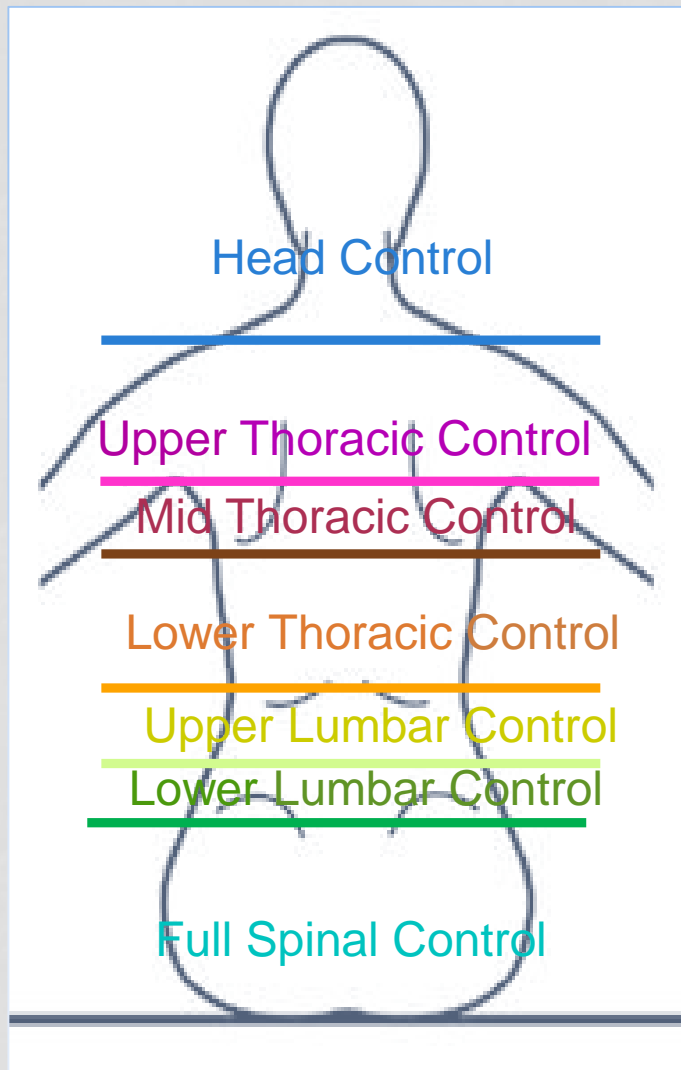 Head Control
Upper Thoracic Control
Mid Thoracic Control
Lower Thoracic Control
Upper Lumbar Control
Lower Lumbar Control
Full Spinal Control